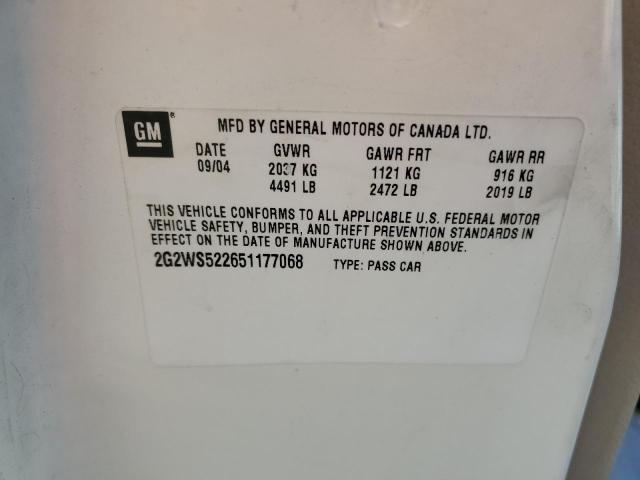 GM®
MFD BY GENERAL MOTORS OF CANADA LTD.
DATE GVWR GAWR FRT GAWR RR
09/04 2037 KG 1121 KG 916 KG
4491 LB 2472 LB 2019 LB
THIS VEHICLE CONFORMS TO ALL APPLICABLE U.S. FEDERAL MOTOR
VEHICLE SAFETY, BUMPER, AND THEFT PREVENTION STANDARDS IN
EFFECT ON THE DATE OF MANUFACTURE SHOWN ABOVE.
2G2WS522651177068 TYPE: PASS CAR